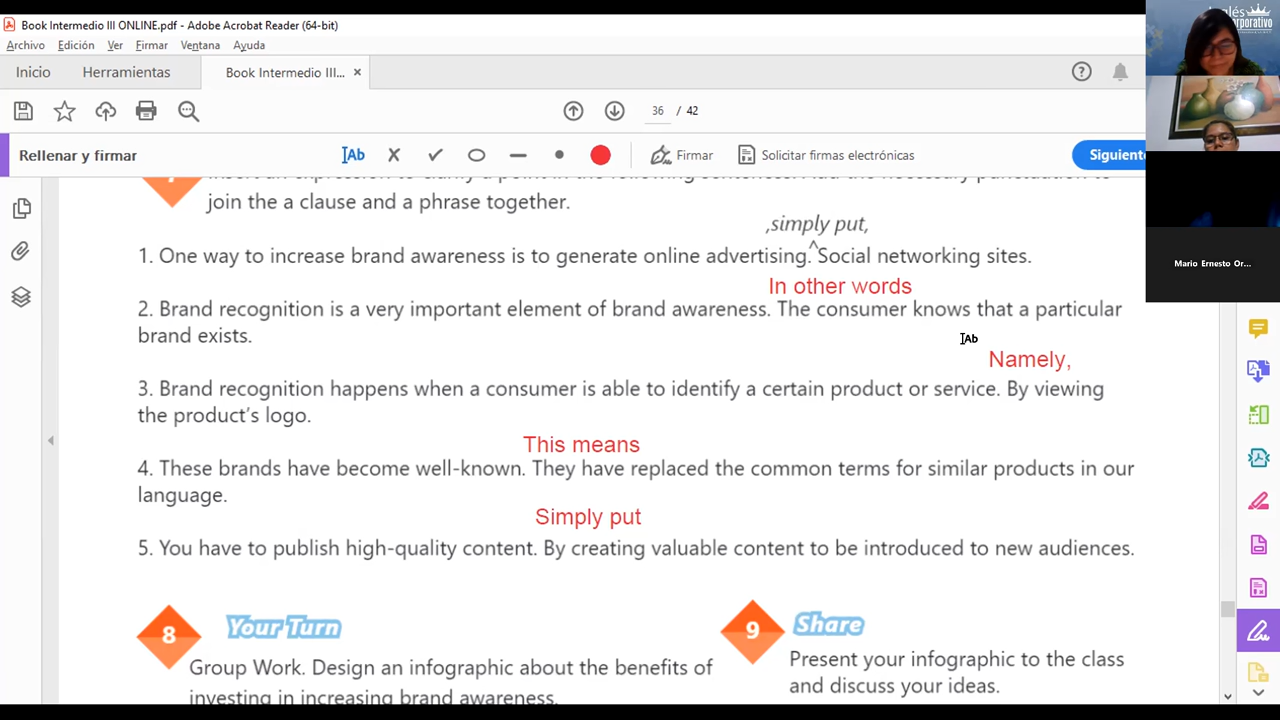 Book Intermedio III ONLINE.pdf - Adobe Acrobat Reader (64-bit)
Archivo Edición Ver Firmar Ventana Ayuda
Inicio Herramientas Book Intermedio III... ×
36 / 42
Rellenar y firmar Ab Firmar Solicitar firmas electrónicas Siguiente
join the a clause and a phrase together.
,simply put,
1. One way to increase brand awareness is to generate online advertising. ^ Social networking sites.
In other words
2. Brand recognition is a very important element of brand awareness. The consumer knows that a particular
brand exists.
Ab
Namely,
3. Brand recognition happens when a consumer is able to identify a certain product or service. By viewing
the product's logo.
This means
4. These brands have become well-known. They have replaced the common terms for similar products in our
language.
Simply put
5. You have to publish high-quality content. By creating valuable content to be introduced to new audiences.
8 Your Turn
Group Work. Design an infographic about the benefits of
investing in increasing brand awareness.
9 Share
Present your infographic to the class
and discuss your ideas.
Mario Ernesto Or...